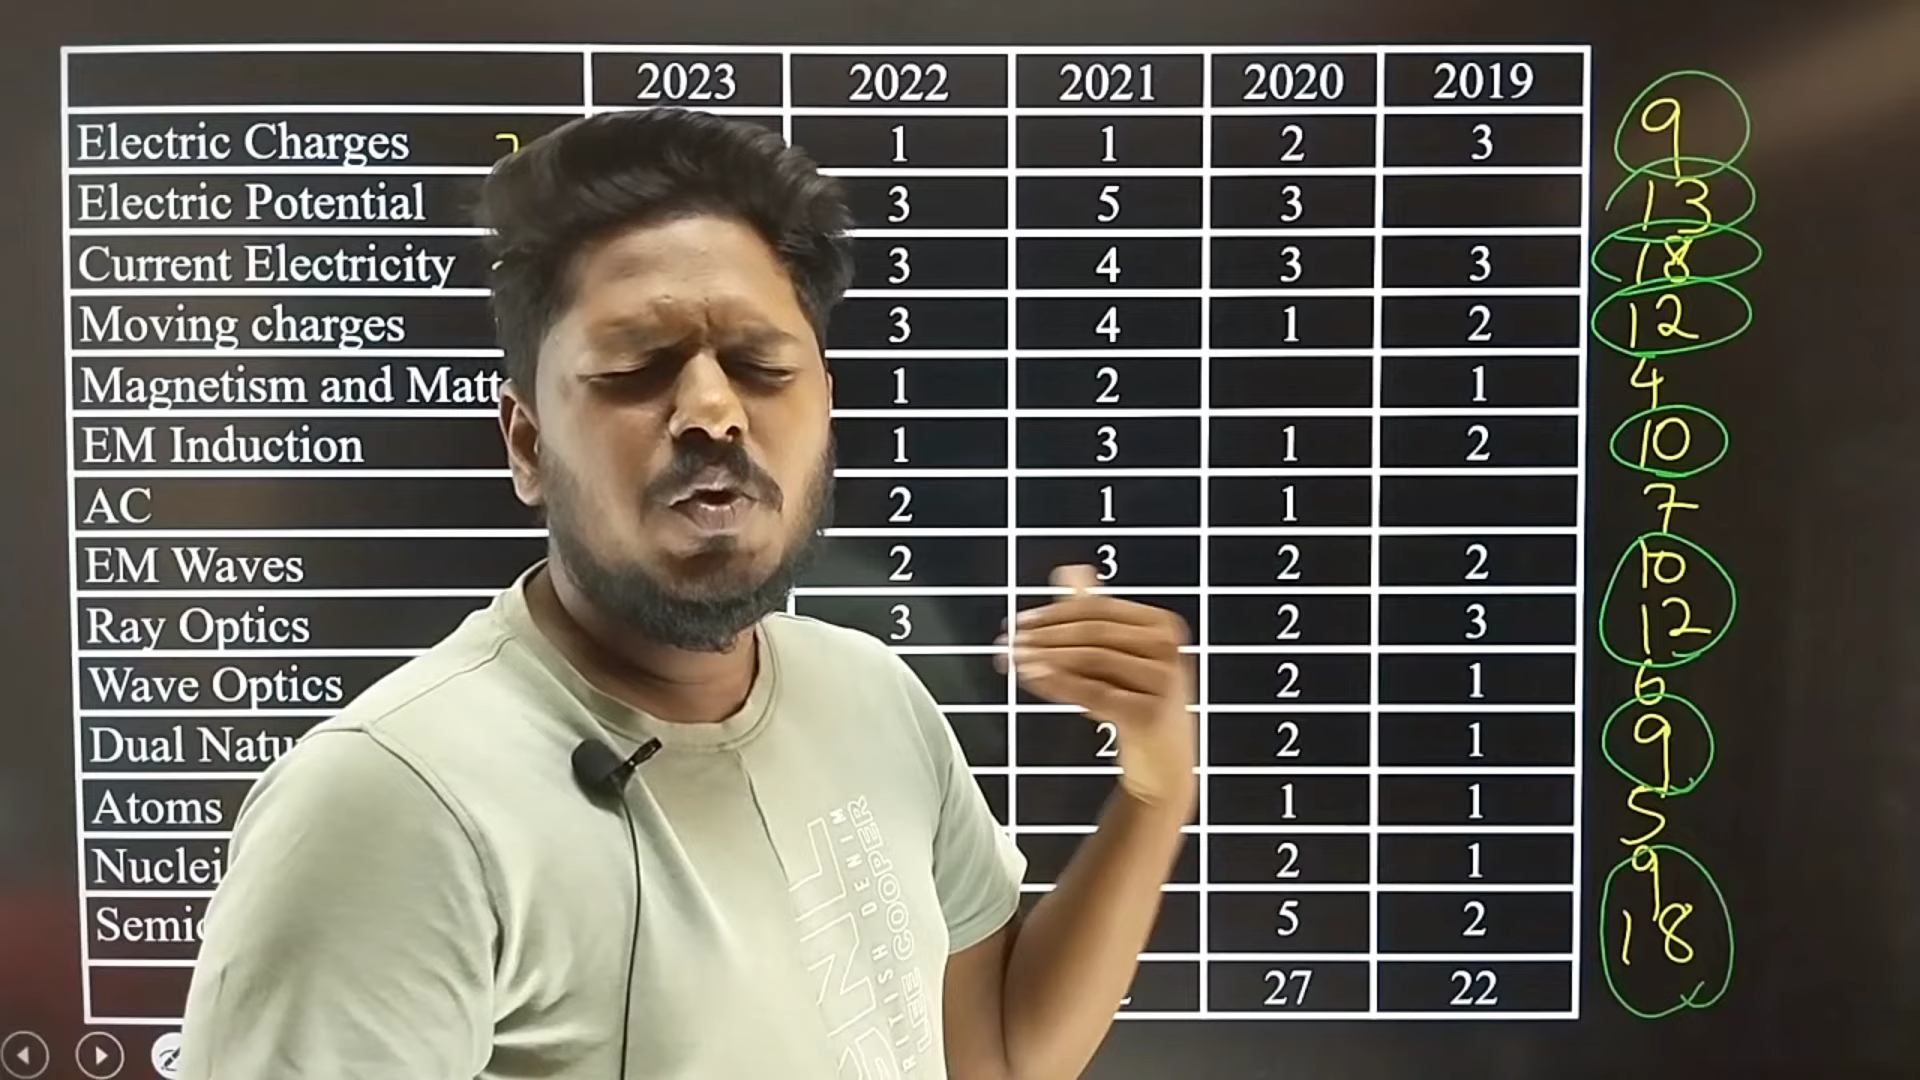 2023 2022 2021 2020 2019
Electric Charges 1 1 2 3 9
Electric Potential 3 5 3 13
Current Electricity 3 4 3 3 18
Moving charges 3 4 1 2 12
Magnetism and Matt 1 2 1 4
EM Induction 1 3 1 2 10
AC 2 1 1 7
EM Waves 2 3 2 2 10
Ray Optics 3 2 3 12
Wave Optics 2 1 6
Dual Natu 2 2 1 9
Atoms 1 1 5
Nuclei 2 1 9
Semic 5 2 18
27 22
LEE COOPER